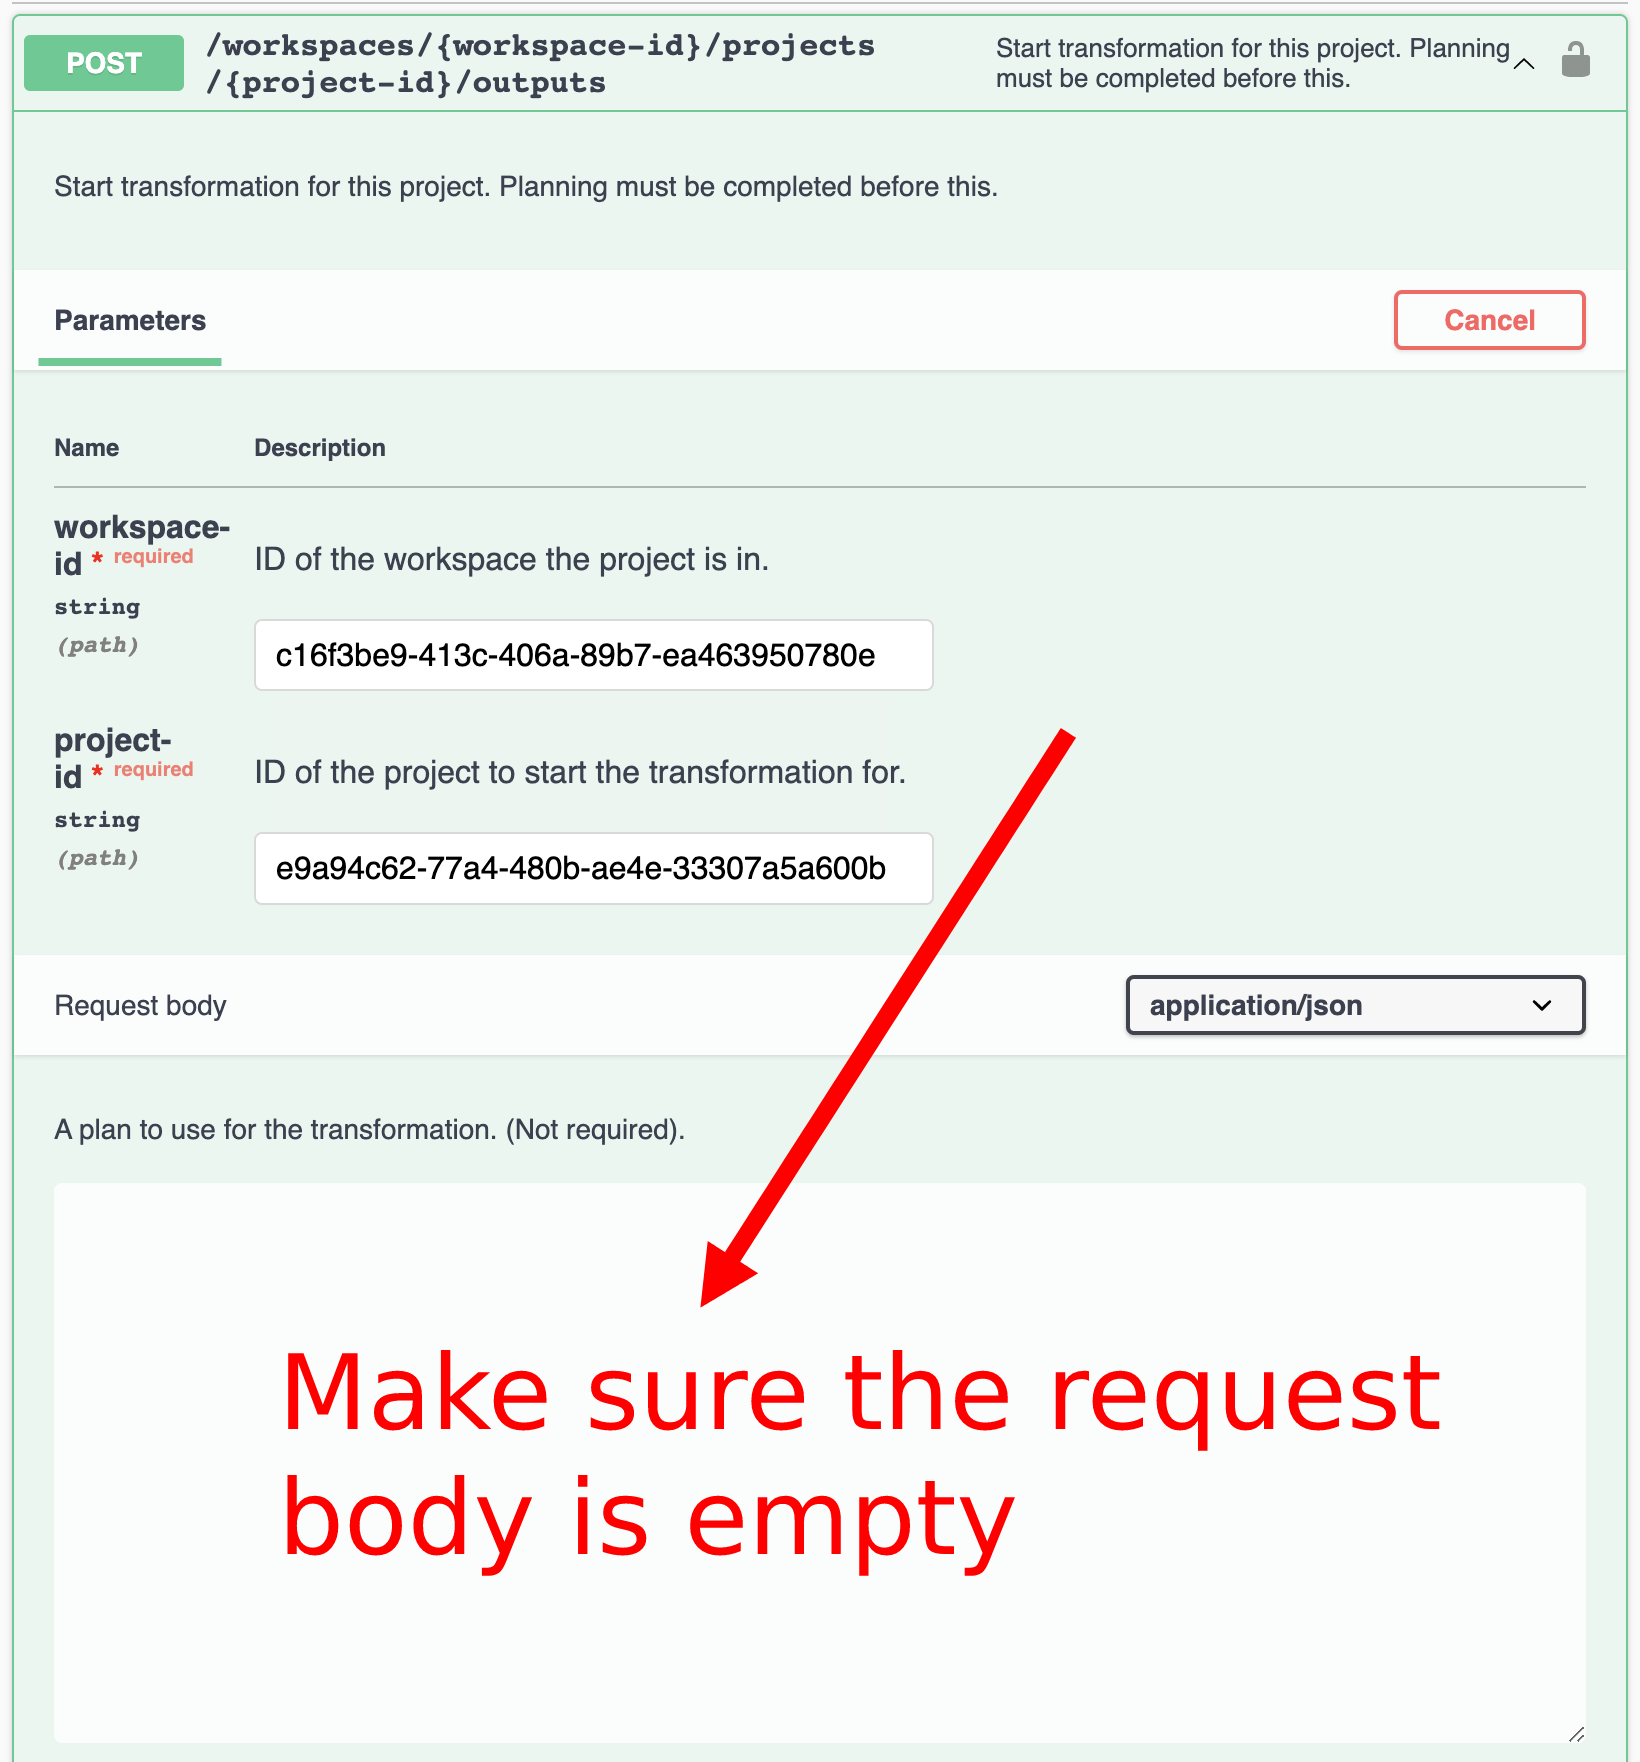 POST
/workspaces/{workspace-id}/projects
/{project-id}/outputs
Start transformation for this project. Planning
must be completed before this.
Start transformation for this project. Planning must be completed before this.
Parameters
Cancel
Name
Description
workspace-
id * required
string
(path)
ID of the workspace the project is in.
c16f3be9-413c-406a-89b7-ea463950780e
project-
id * required
string
(path)
ID of the project to start the transformation for.
e9a94c62-77a4-480b-ae4e-33307a5a600b
Request body
application/json
A plan to use for the transformation. (Not required).
Make sure the request
body is empty